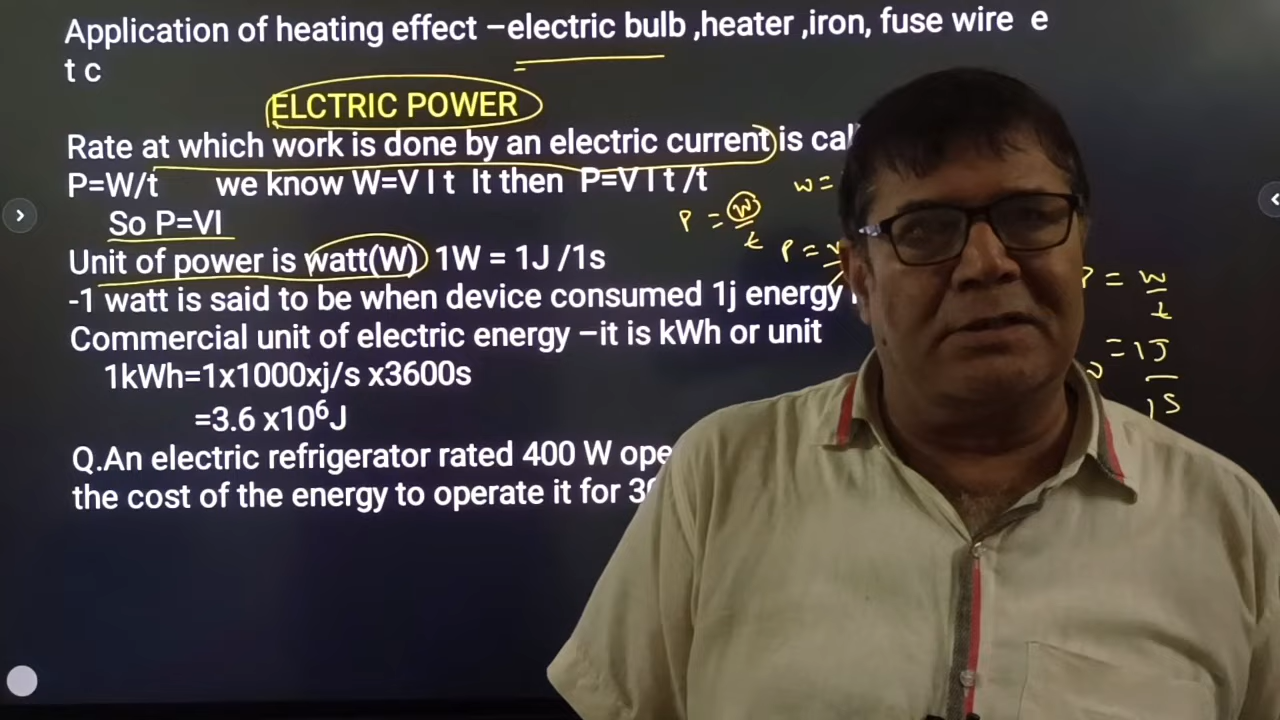 Application of heating effect –electric bulb ,heater ,iron, fuse wire e
t c
ELCTRIC POWER
Rate at which work is done by an electric current is
P=W/t we know W=V I t It then P=V I t /t
w =
So P=VI
P = w/t
P =
Unit of power is watt(W) 1W = 1J /1s
P = w/t
-1 watt is said to be when device consumed 1j energy
Commercial unit of electric energy –it is kWh or unit
= 1J/1S
1kWh=1x1000xj/s x3600s
=3.6 x10⁶J
Q.An electric refrigerator rated 400 W
the cost of the energy to operate it for